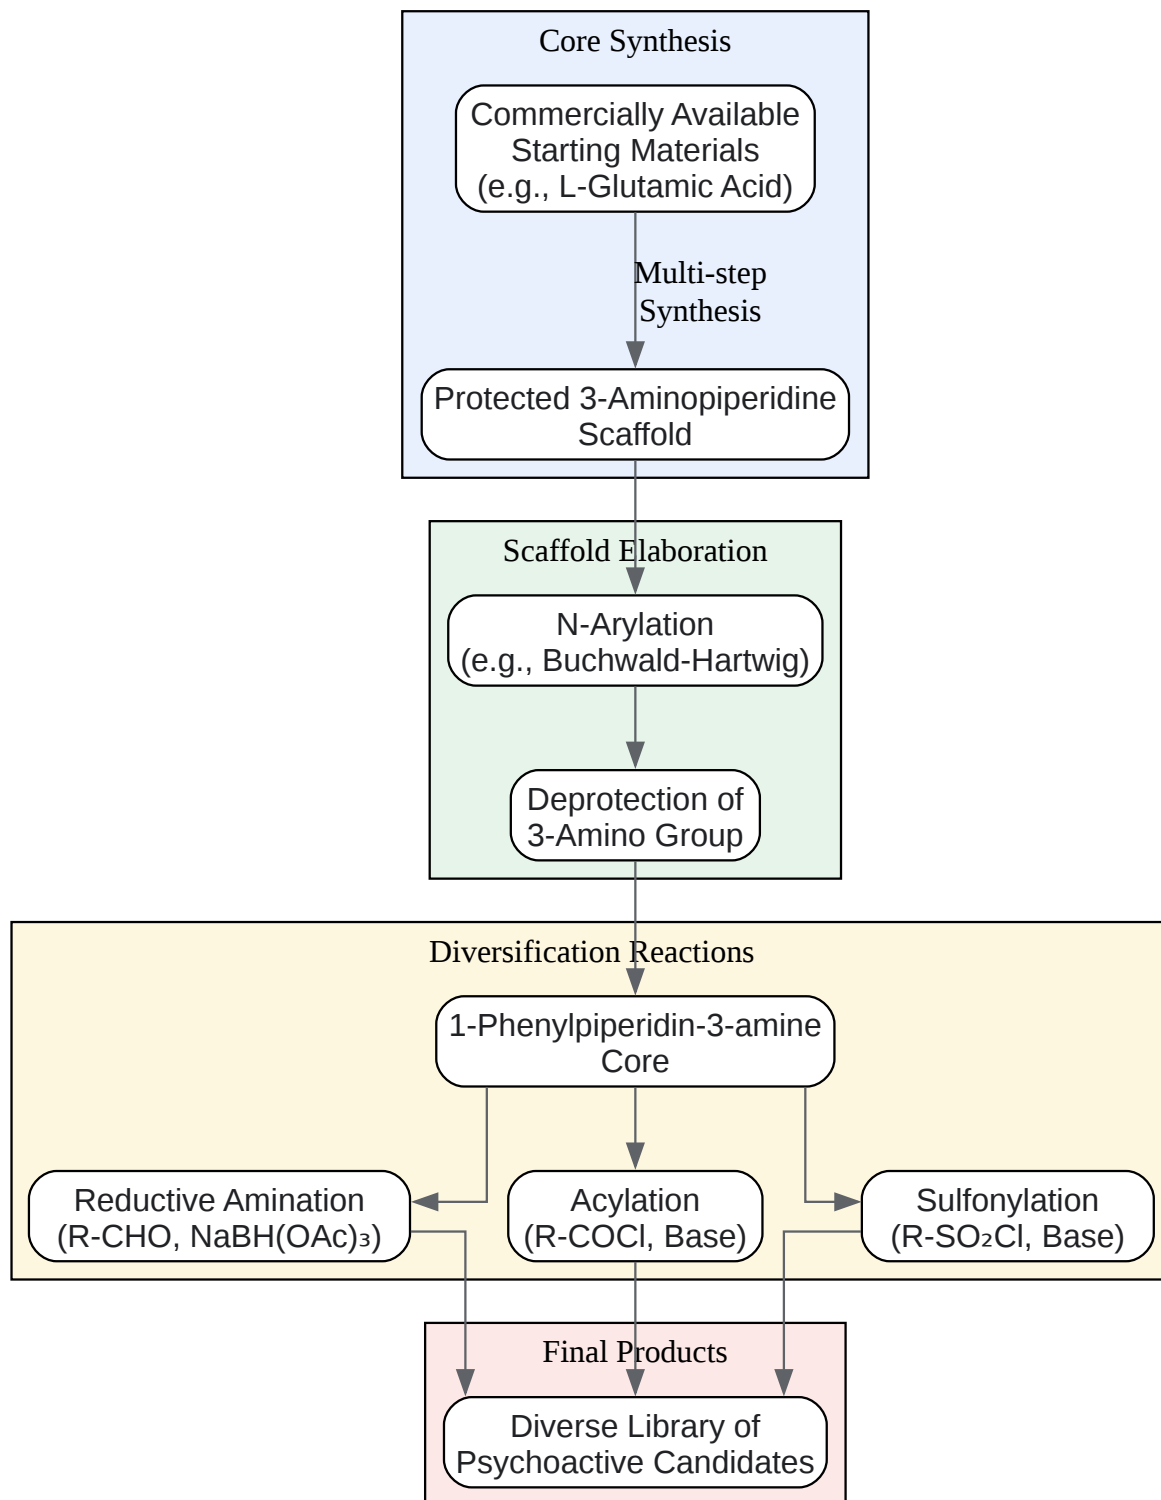 Core Synthesis
Commercially Available
Starting Materials
(e.g., L-Glutamic Acid)
Multi-step
Synthesis
Protected 3-Aminopiperidine
Scaffold
Scaffold Elaboration
N-Arylation
(e.g., Buchwald-Hartwig)
Deprotection of
3-Amino Group
Diversification Reactions
1-Phenylpiperidin-3-amine
Core
Reductive Amination
(R-CHO, NaBH(OAc)₃)
Acylation
(R-COCl, Base)
Sulfonylation
(R-SO₂Cl, Base)
Final Products
Diverse Library of
Psychoactive Candidates